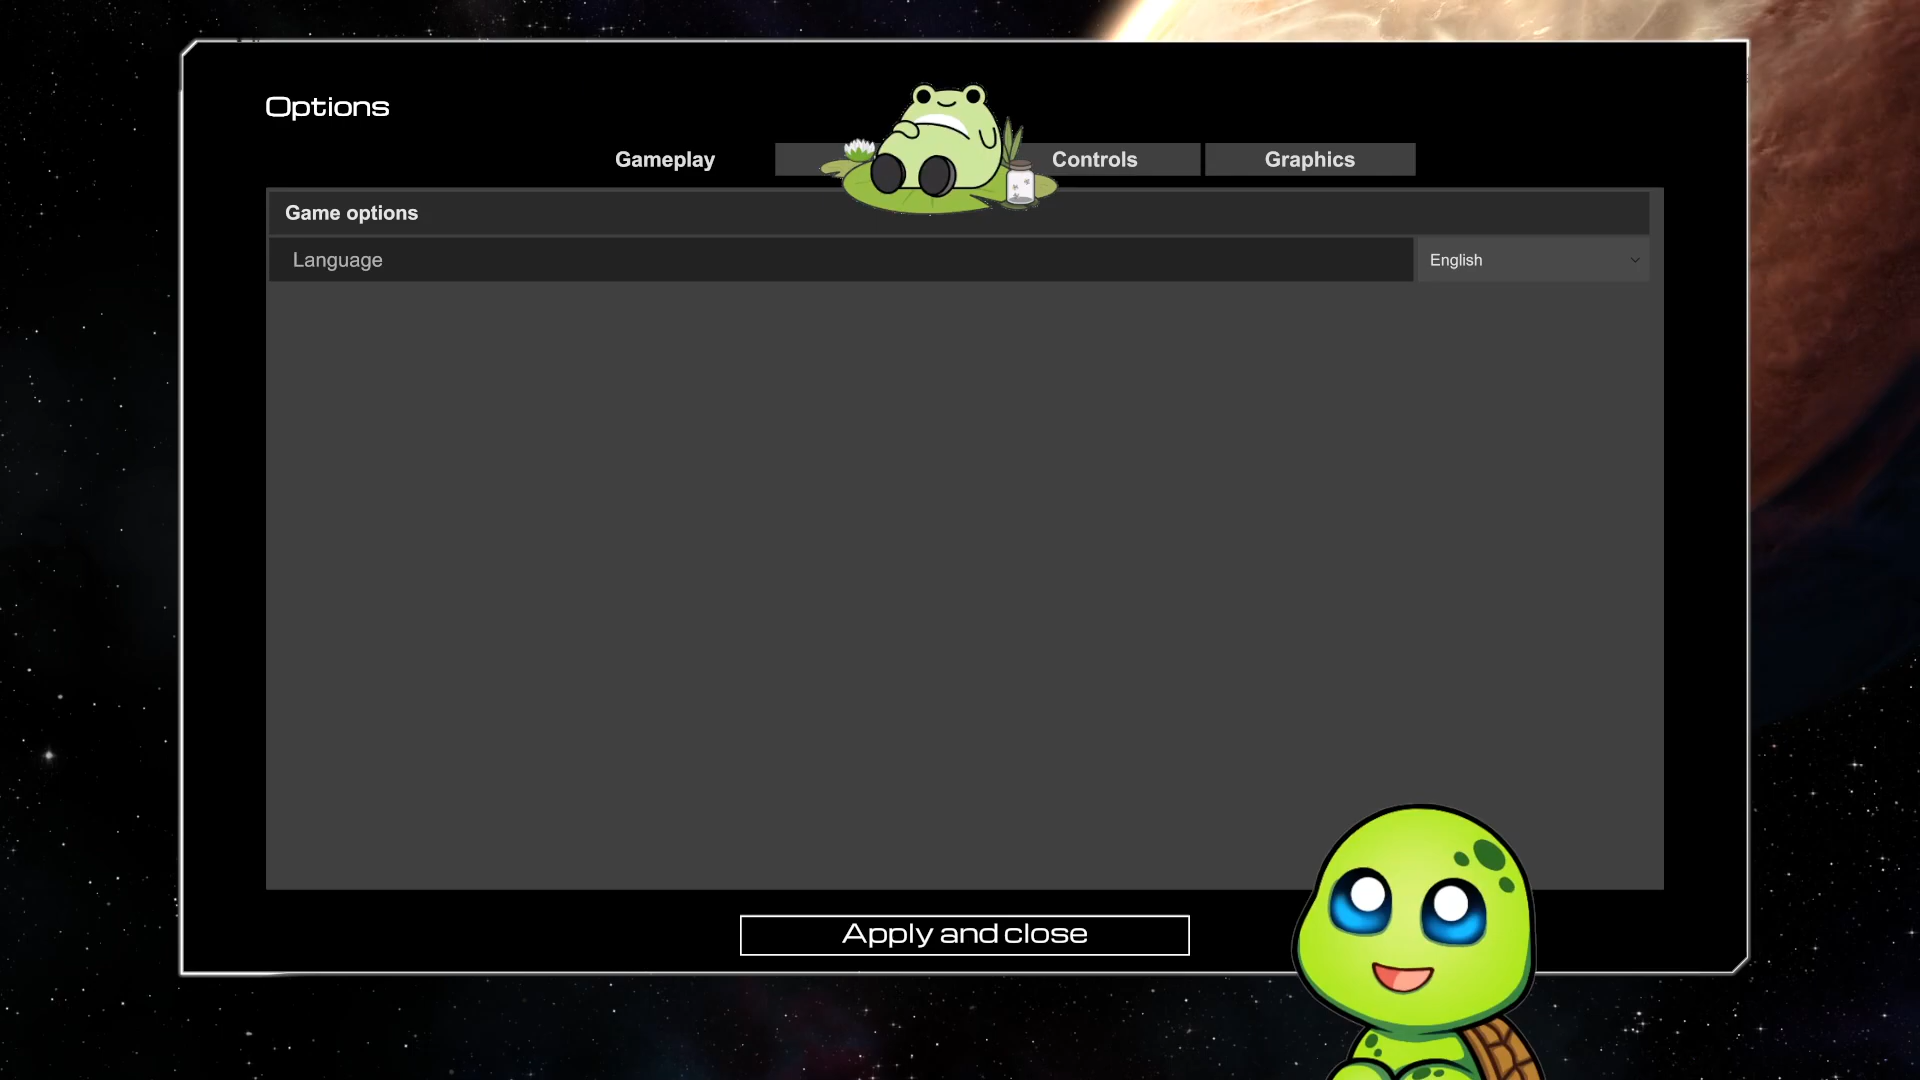 Options
Gameplay
Controls
Graphics
Game options
Language
English
Apply and close